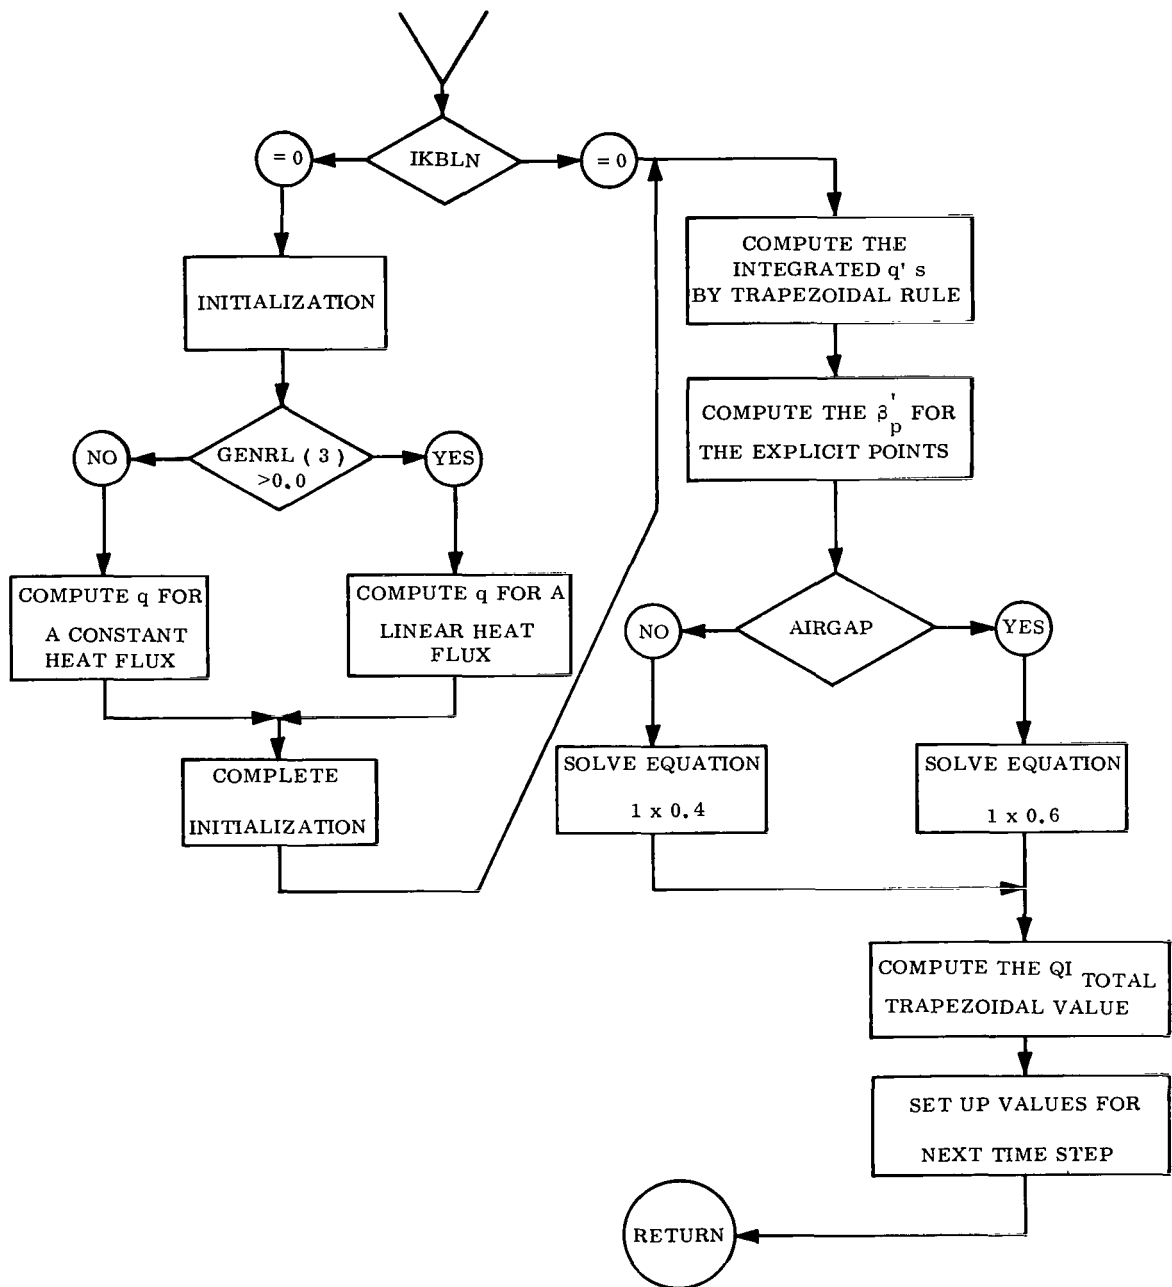 IKBLN
= 0
= 0
INITIALIZATION
GENRL ( 3 )
>0.0
NO
YES
COMPUTE q FOR
A CONSTANT
HEAT FLUX
COMPUTE q FOR A
LINEAR HEAT
FLUX
COMPLETE
INITIALIZATION
COMPUTE THE
INTEGRATED q' s
BY TRAPEZOIDAL RULE
COMPUTE THE β'p FOR
THE EXPLICIT POINTS
AIRGAP
NO
YES
SOLVE EQUATION
1 x 0.4
SOLVE EQUATION
1 x 0.6
COMPUTE THE QI TOTAL
TRAPEZOIDAL VALUE
SET UP VALUES FOR
NEXT TIME STEP
RETURN